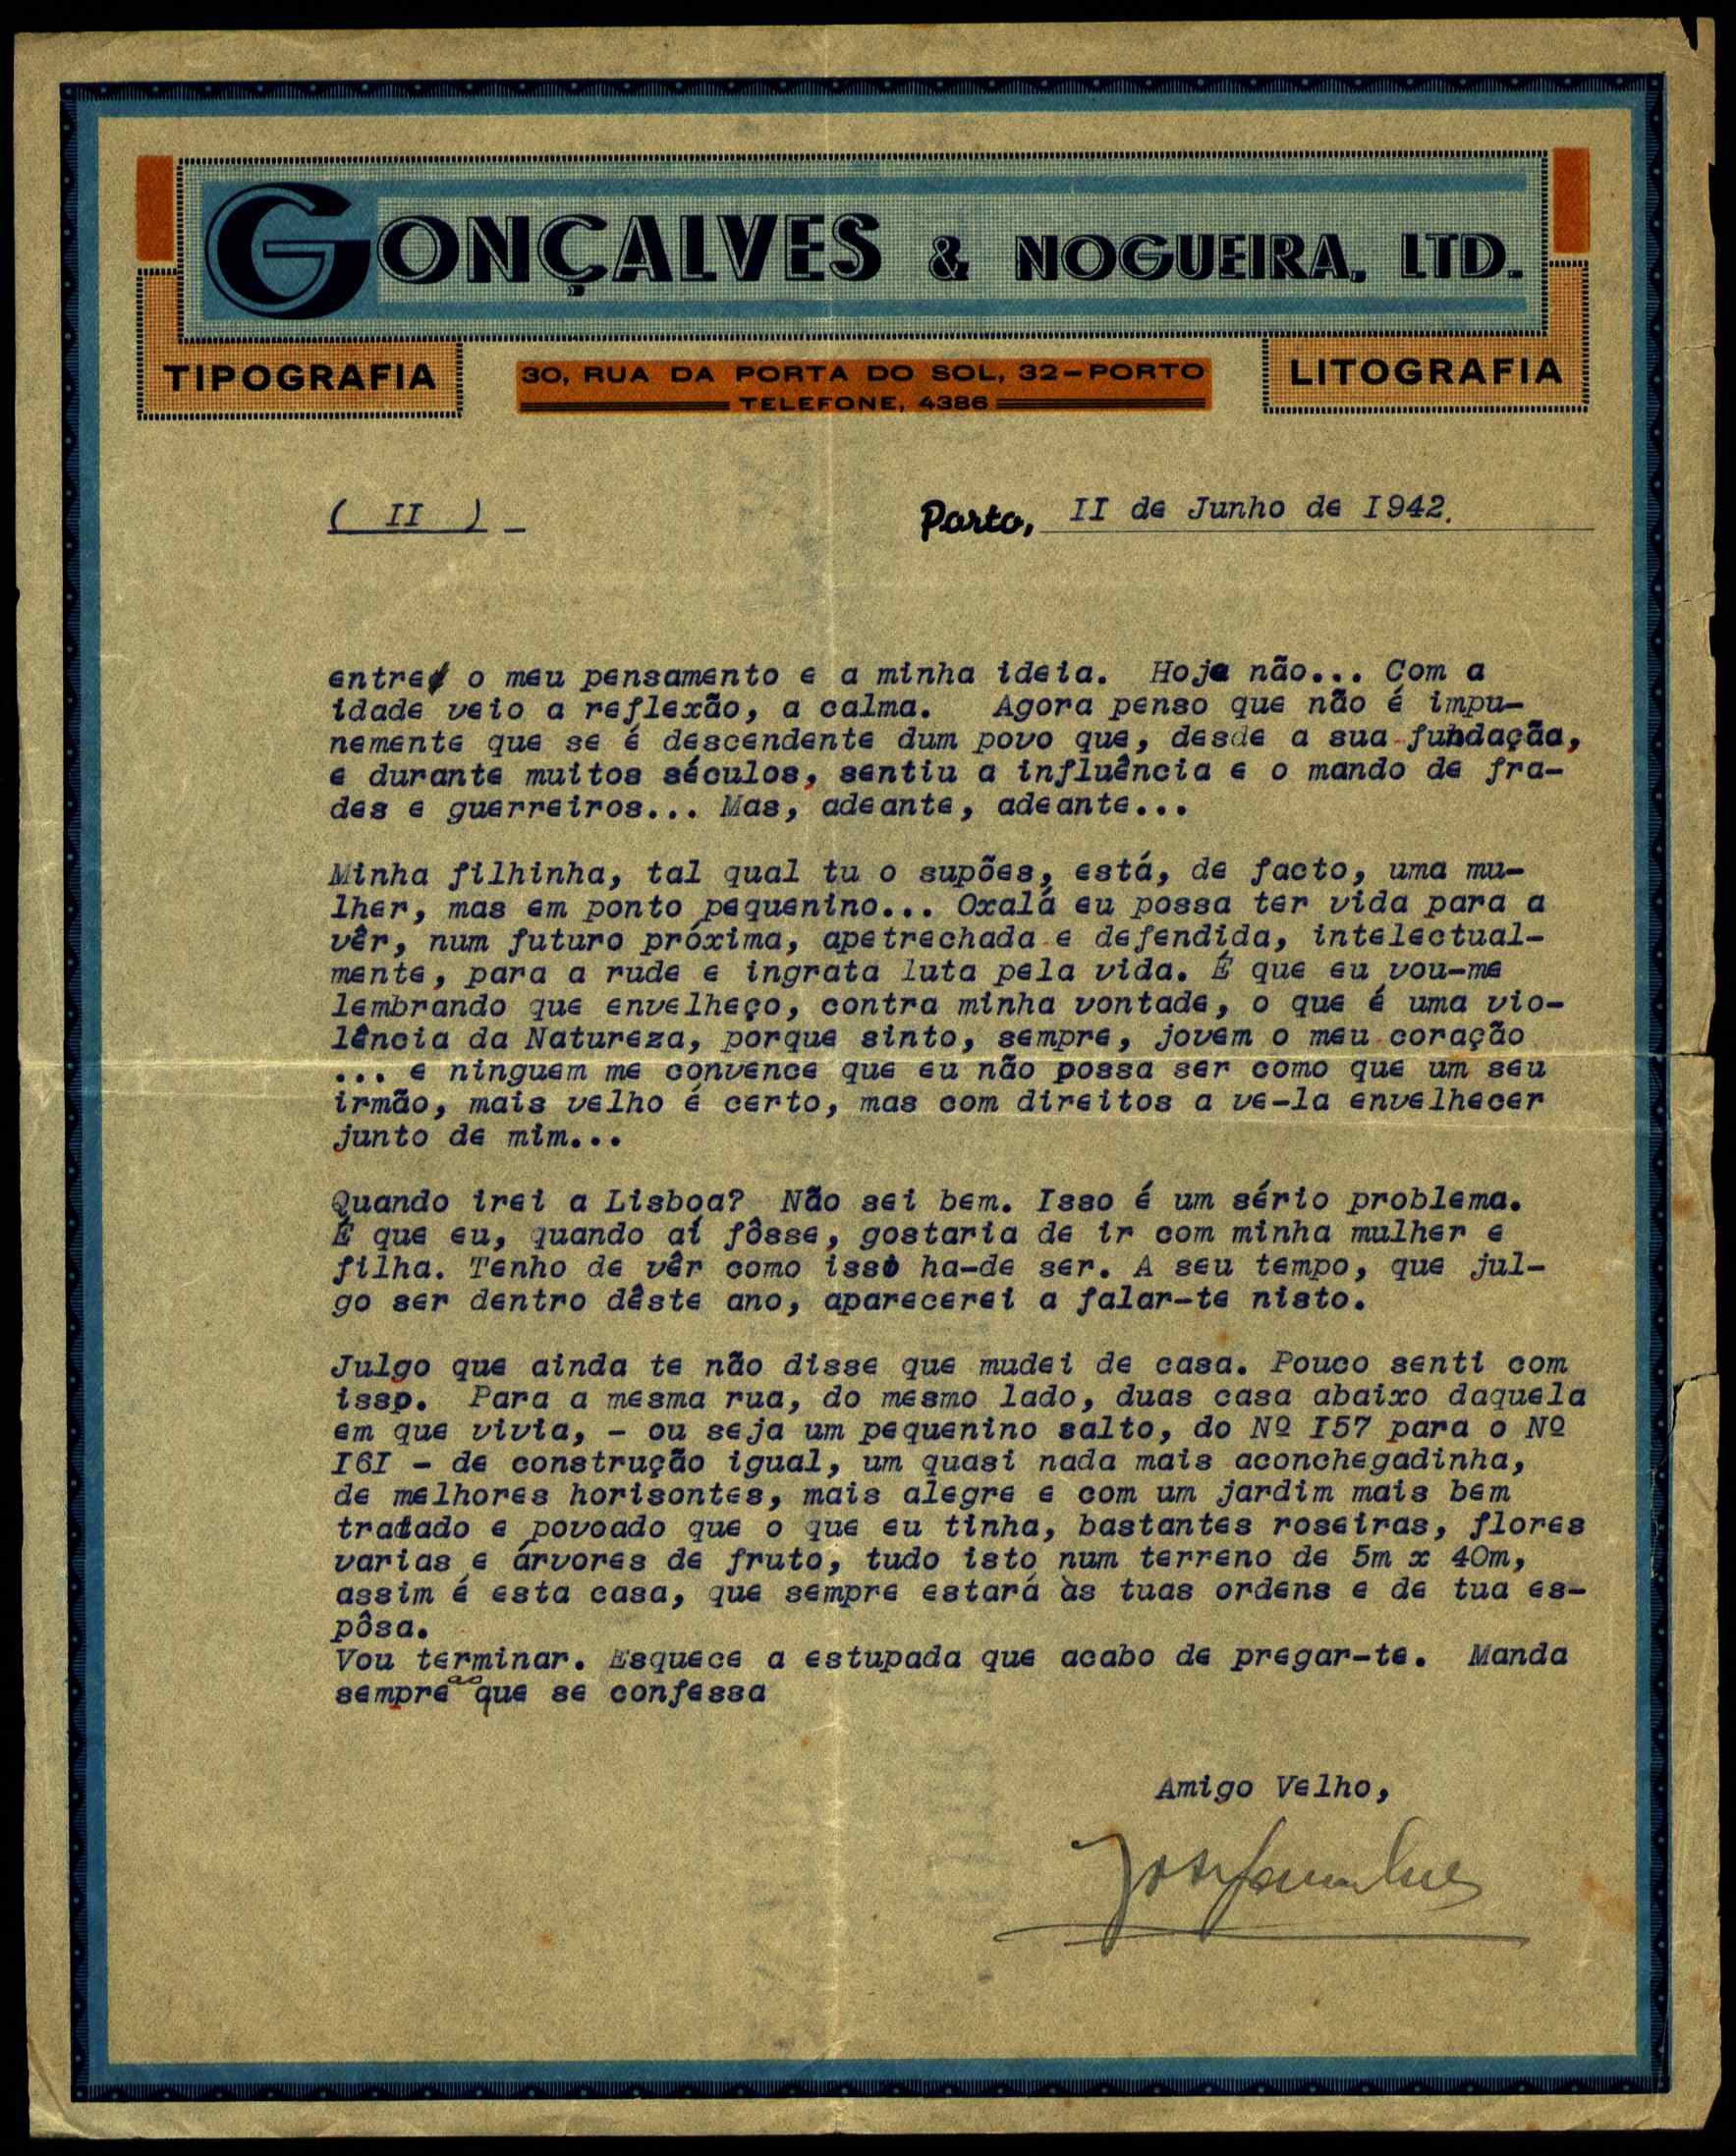 GONÇALVES & NOGUEIRA, LTD.
TIPOGRAFIA
30, RUA DA PORTA DO SOL, 32-PORTO
TELEFONE, 4386
LITOGRAFIA
( II ) -
Porto, II de Junho de I942.
entre o meu pensamento e a minha ideia. Hoje não... Com a
idade veio a reflexão, a calma. Agora penso que não é impu-
nemente que se é descendente dum povo que, desde a sua fundação,
e durante muitos séculos, sentiu a influência e o mando de fra-
des e guerreiros... Mas, adeante, adeante...
Minha filhinha, tal qual tu o supões, está, de facto, uma mu-
lher, mas em ponto pequenino... Oxalá eu possa ter vida para a
vêr, num futuro próxima, apetrechada e defendida, intelectual-
mente, para a rude e ingrata luta pela vida. É que eu vou-me
lembrando que envelheço, contra minha vontade, o que é uma vio-
lência da Natureza, porque sinto, sempre, jovem o meu coração
... e ninguem me convence que eu não possa ser como que um seu
irmão, mais velho é certo, mas com direitos a ve-la envelhecer
junto de mim...
Quando irei a Lisboa? Não sei bem. Isso é um sério problema.
É que eu, quando aí fôsse, gostaria de ir com minha mulher e
filha. Tenho de vêr como isso ha-de ser. A seu tempo, que jul-
go ser dentro dêste ano, aparecerei a falar-te nisto.
Julgo que ainda te não disse que mudei de casa. Pouco senti com
issp. Para a mesma rua, do mesmo lado, duas casa abaixo daquela
em que vivia, - ou seja um pequenino salto, do Nº I57 para o Nº
I6I - de construção igual, um quasi nada mais aconchegadinha,
de melhores horisontes, mais alegre e com um jardim mais bem
tratado e povoado que o que eu tinha, bastantes roseiras, flores
varias e árvores de fruto, tudo isto num terreno de 5m x 40m,
assim é esta casa, que sempre estará às tuas ordens e de tua es-
pôsa.
Vou terminar. Esquece a estupada que acabo de pregar-te. Manda
sempre ao que se confessa
Amigo Velho,